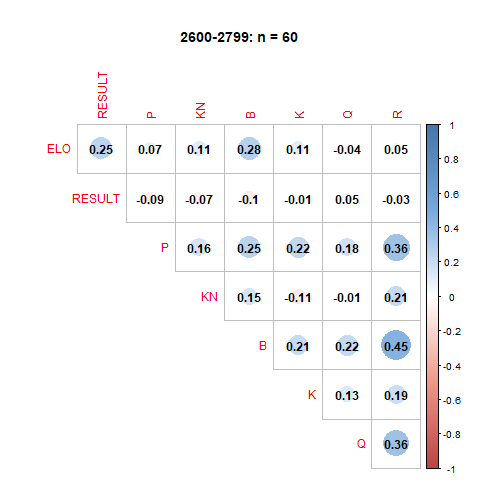 2600-2799: n = 60
RESULT P KN B K Q R
ELO 0.25 0.07 0.11 0.28 0.11 -0.04 0.05
RESULT -0.09 -0.07 -0.1 -0.01 0.05 -0.03
P 0.16 0.25 0.22 0.18 0.36
KN 0.15 -0.11 -0.01 0.21
B 0.21 0.22 0.45
K 0.13 0.19
Q 0.36
1
0.8
0.6
0.4
0.2
0
-0.2
-0.4
-0.6
-0.8
-1